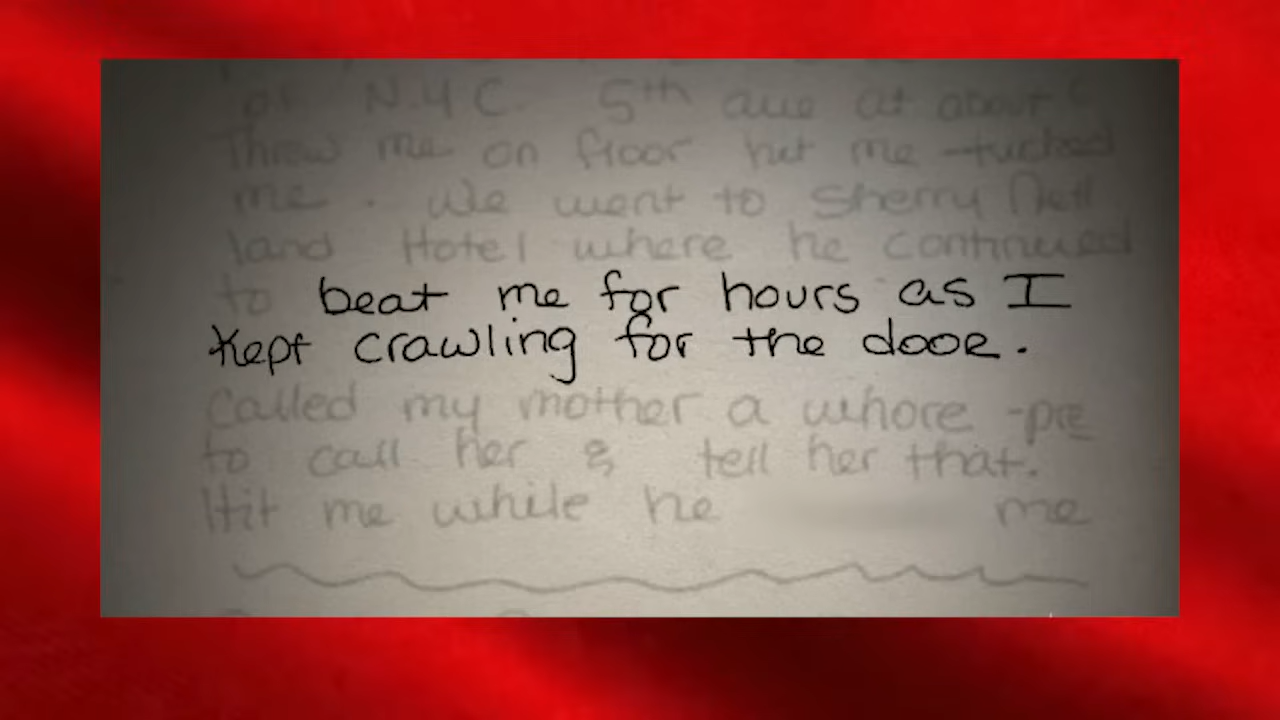 of N.Y.C. 5th ave at about
Threw me on floor hit me
me. We went to Sherry Neth
land Hotel where he continued
to beat me for hours as I
kept crawling for the door.
Called my mother a whore
to call her & tell her that.
Hit me while he me